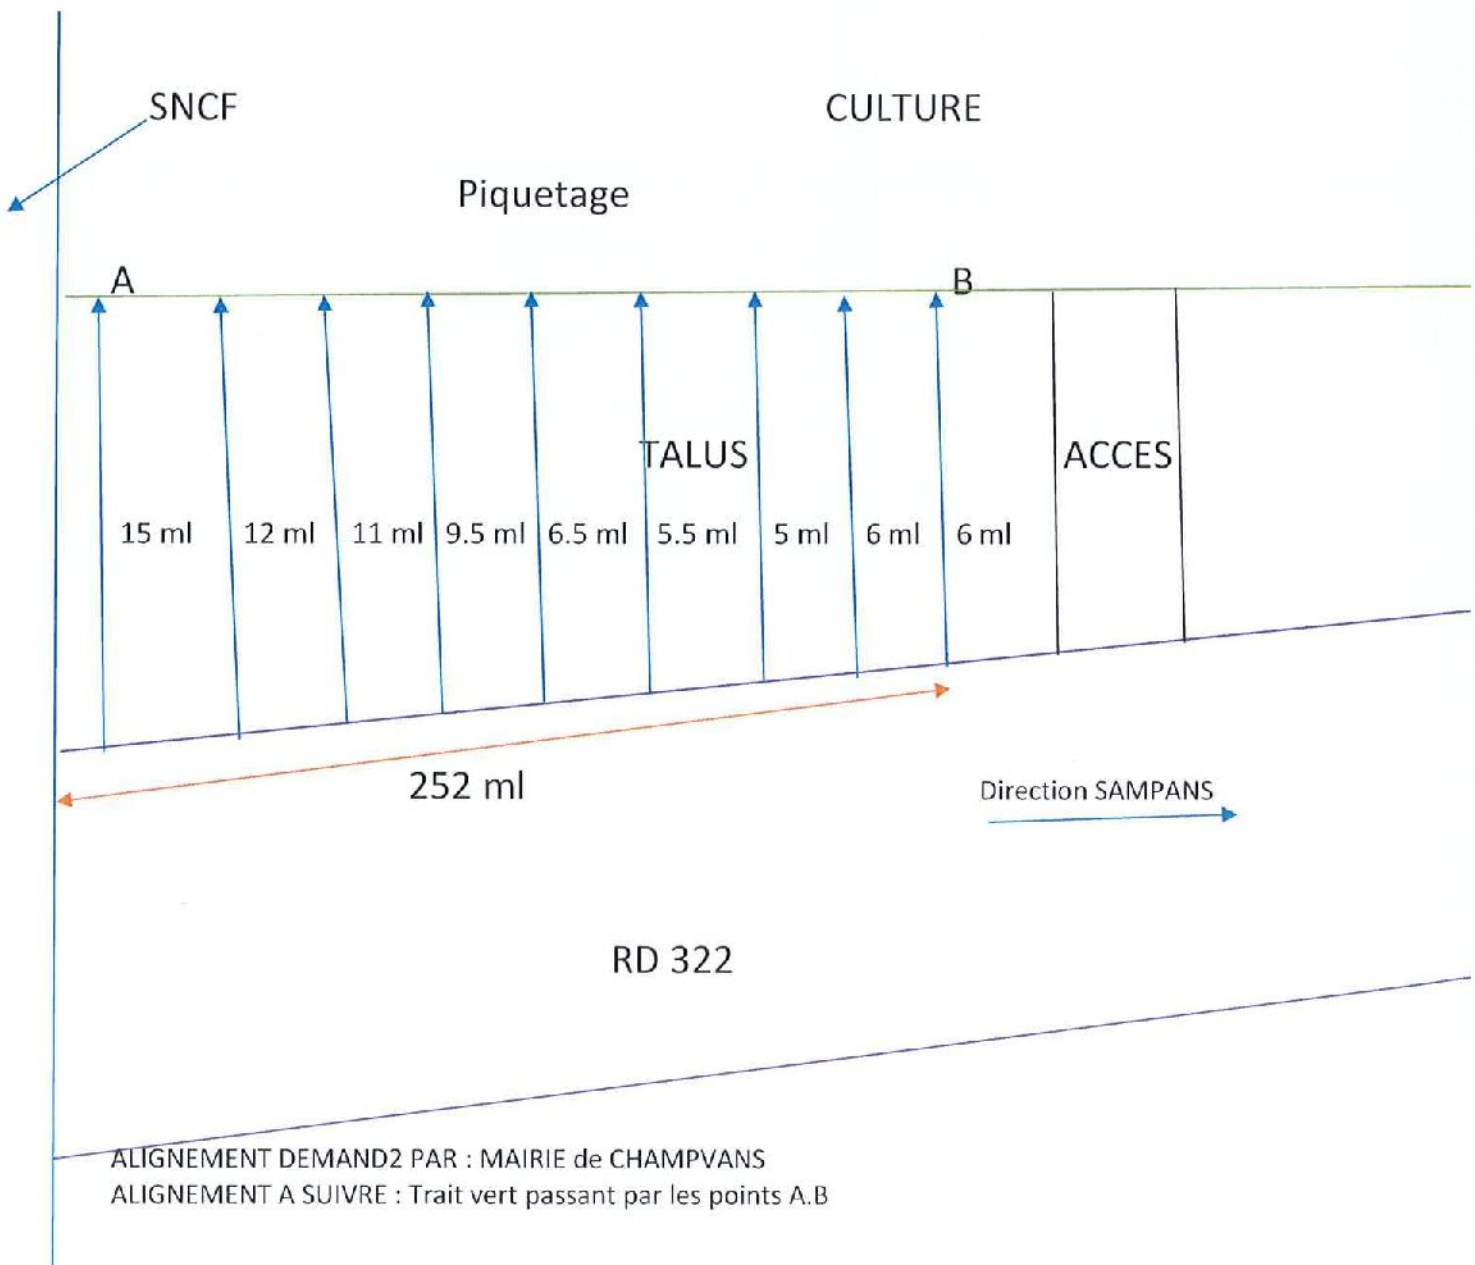 SNCF
CULTURE
Piquetage
A
B
TALUS
ACCES
15 ml
12 ml
11 ml
9.5 ml
6.5 ml
5.5 ml
5 ml
6 ml
6 ml
252 ml
Direction SAMPANS
RD 322
ALIGNEMENT DEMAND2 PAR : MAIRIE de CHAMPVANS
ALIGNEMENT A SUIVRE : Trait vert passant par les points A.B